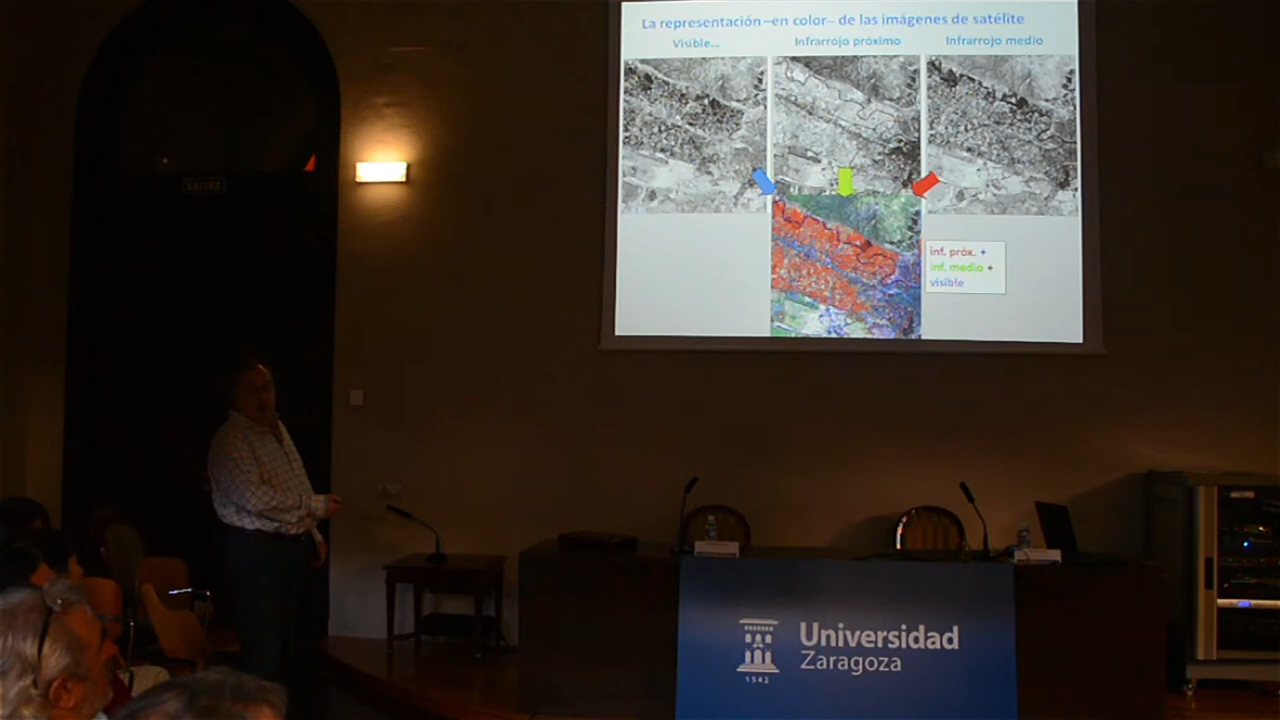 La representación –en color– de las imágenes de satélite
Visible...
Infrarrojo próximo
Infrarrojo medio
inf. próx. +
inf. medio +
visible
Universidad
Zaragoza
1542